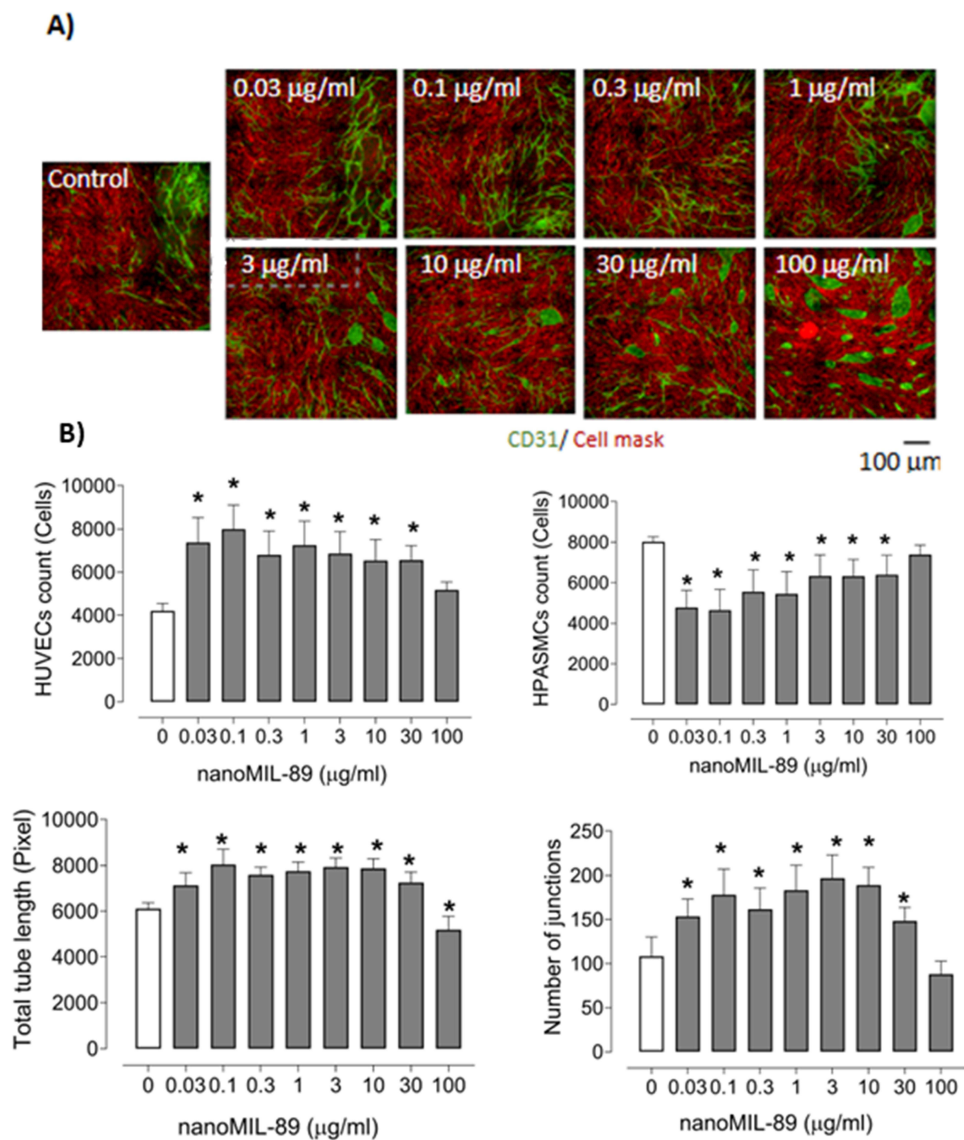 A)
0.03 µg/ml
0.1 µg/ml
0.3 µg/ml
1 µg/ml
Control
3 µg/ml
10 µg/ml
30 µg/ml
100 µg/ml
CD31/ Cell mask
100 µm
B)
HUVECs count (Cells)
10000
8000
6000
4000
2000
0
* * * * * * *
0 0.03 0.1 0.3 1 3 10 30 100
nanoMIL-89 (µg/ml)
HPASMCs count (Cells)
10000
8000
6000
4000
2000
0
* * * * * * *
0 0.03 0.1 0.3 1 3 10 30 100
nanoMIL-89 (µg/ml)
Total tube length (Pixel)
10000
8000
6000
4000
2000
0
* * * * * * * *
0 0.03 0.1 0.3 1 3 10 30 100
nanoMIL-89 (µg/ml)
Number of junctions
250
200
150
100
50
0
* * * * * * *
0 0.03 0.1 0.3 1 3 10 30 100
nanoMIL-89 (µg/ml)